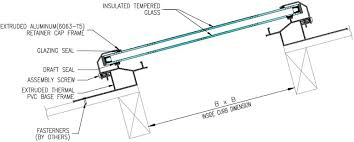 INSULATED TEMPERED
GLASS
EXTRUDED ALUMINUM(6063-T5)
RETAINER CAP FRAME
GLAZING SEAL
DRAFT SEAL
ASSEMBLY SCREW
EXTRUDED THERMAL
PVC BASE FRAME
FASTENERS
(BY OTHERS)
B x B
INSIDE CURB DIMENSION